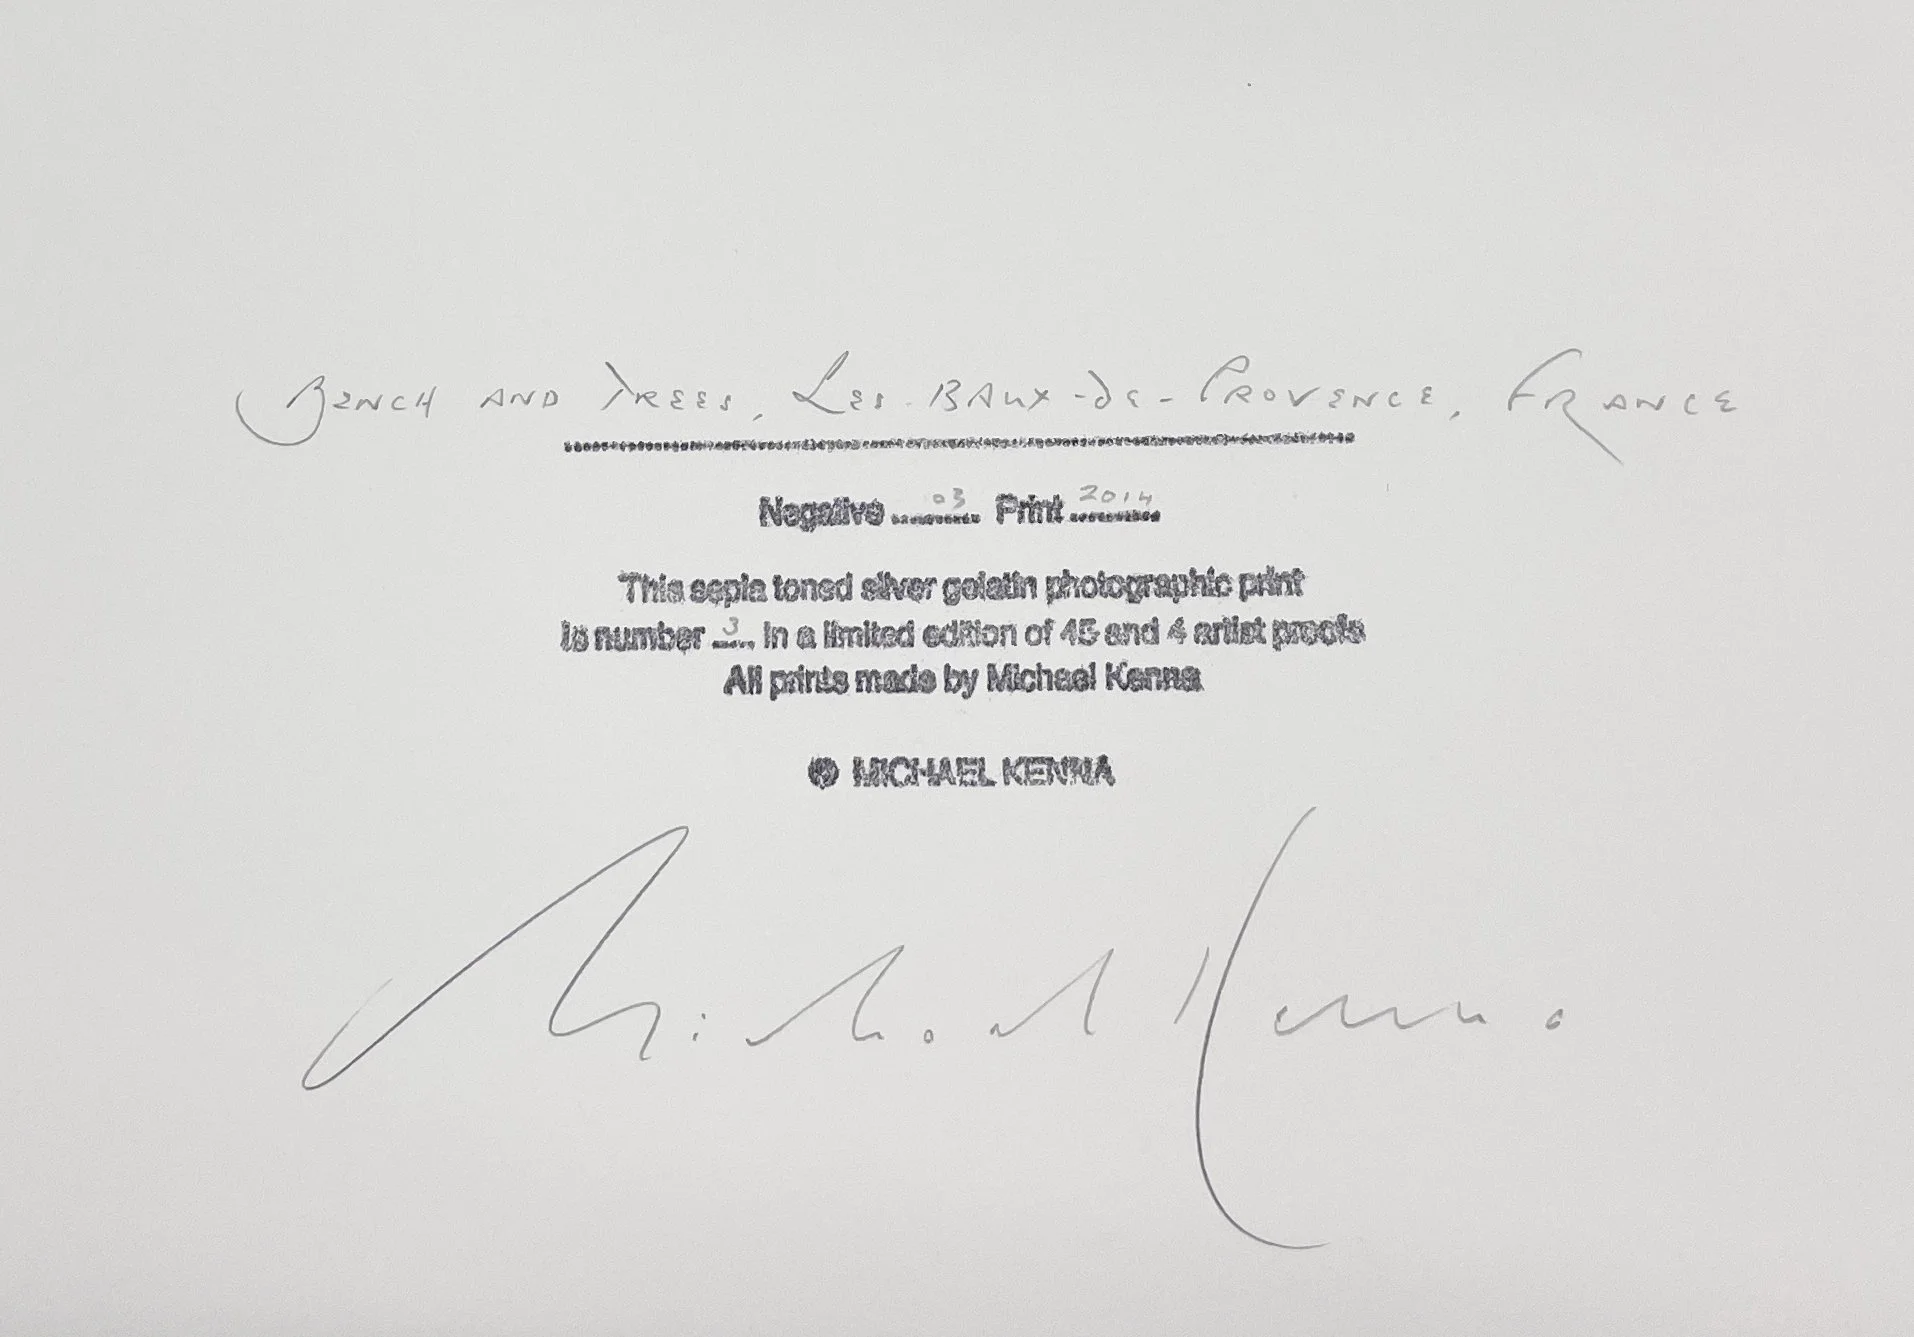 BENCH AND TREES, LES-BAUX-DE-PROVENCE, FRANCE
Negative 03 Print 2014
This sepia toned silver gelatin photographic print
is number 3 in a limited edition of 45 and 4 artist proofs
All prints made by Michael Kenna
© MICHAEL KENNA
Michael Kenna